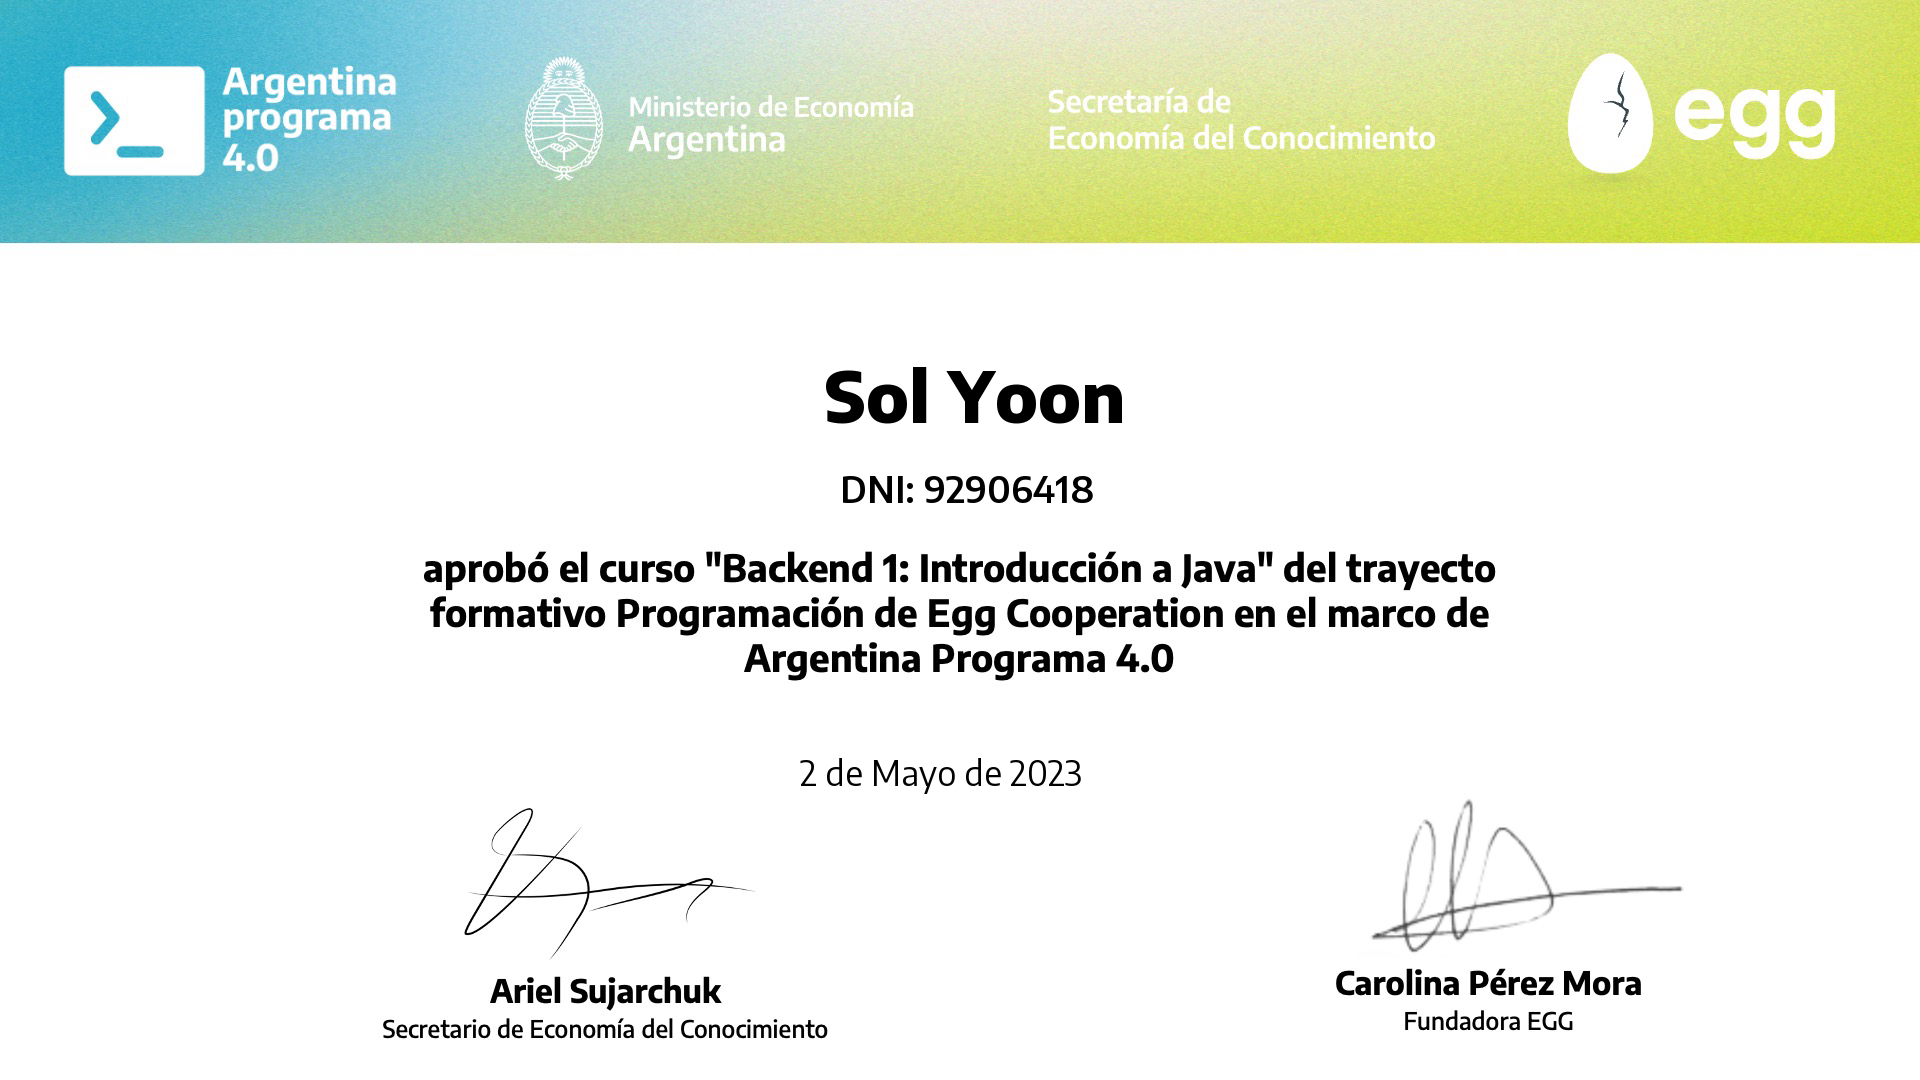 Argentina
programa
4.0
Ministerio de Economía
Argentina
Secretaría de
Economía del Conocimiento
egg
Sol Yoon
DNI: 92906418
aprobó el curso "Backend 1: Introducción a Java" del trayecto
formativo Programación de Egg Cooperation en el marco de
Argentina Programa 4.0
2 de Mayo de 2023
Ariel Sujarchuk
Secretario de Economía del Conocimiento
Carolina Pérez Mora
Fundadora EGG